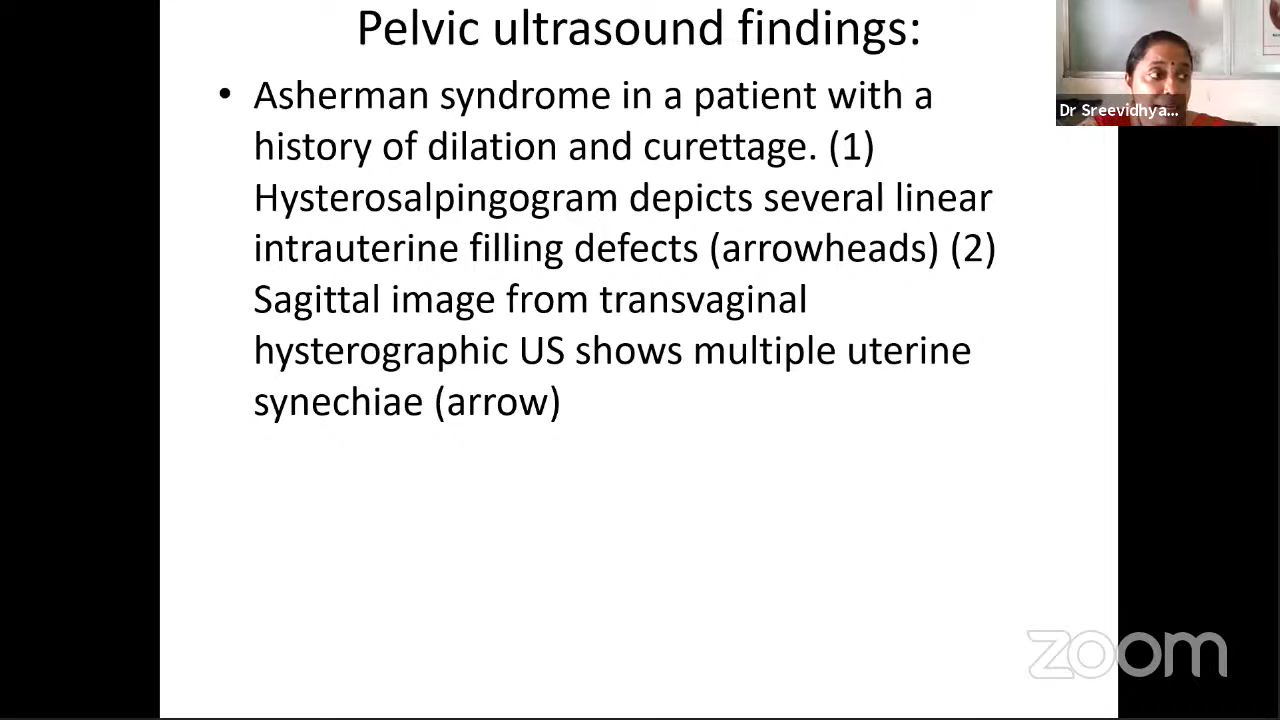 Pelvic ultrasound findings:
Dr Sreevidhya...
• Asherman syndrome in a patient with a
history of dilation and curettage. (1)
Hysterosalpingogram depicts several linear
intrauterine filling defects (arrowheads) (2)
Sagittal image from transvaginal
hysterographic US shows multiple uterine
synechiae (arrow)
zoom